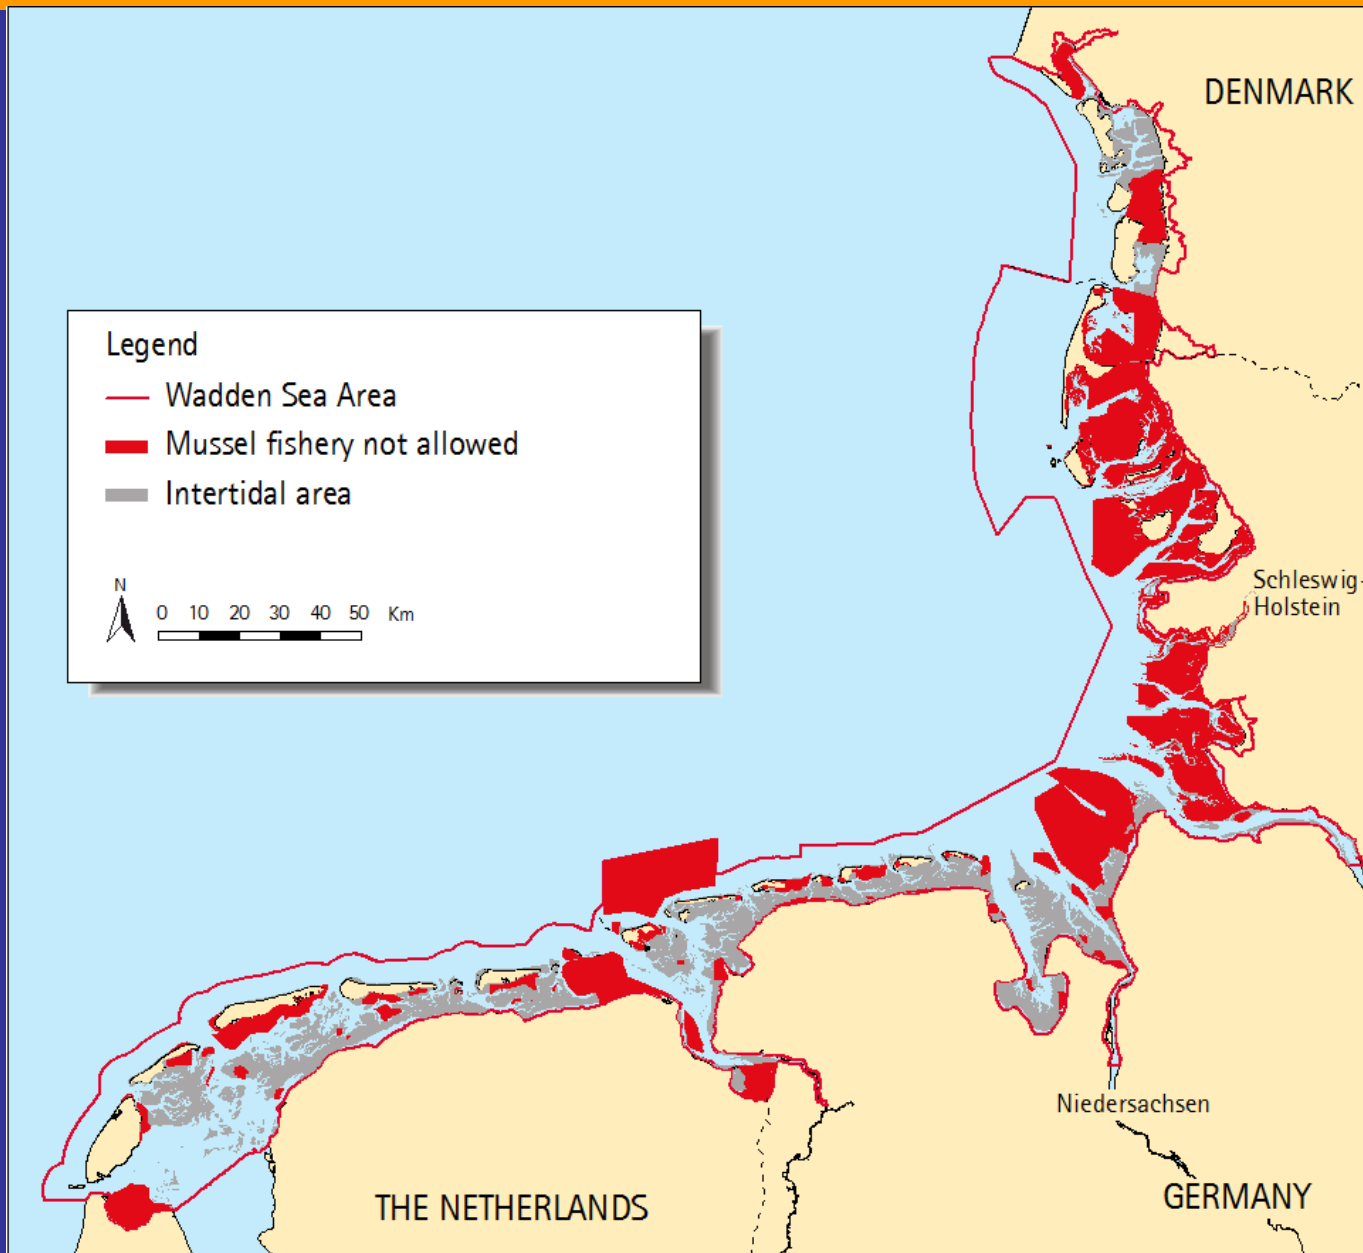 DENMARK
Legend
Wadden Sea Area
Mussel fishery not allowed
Intertidal area
N
0 10 20 30 40 50 Km
Schleswig-
Holstein
Niedersachsen
THE NETHERLANDS
GERMANY